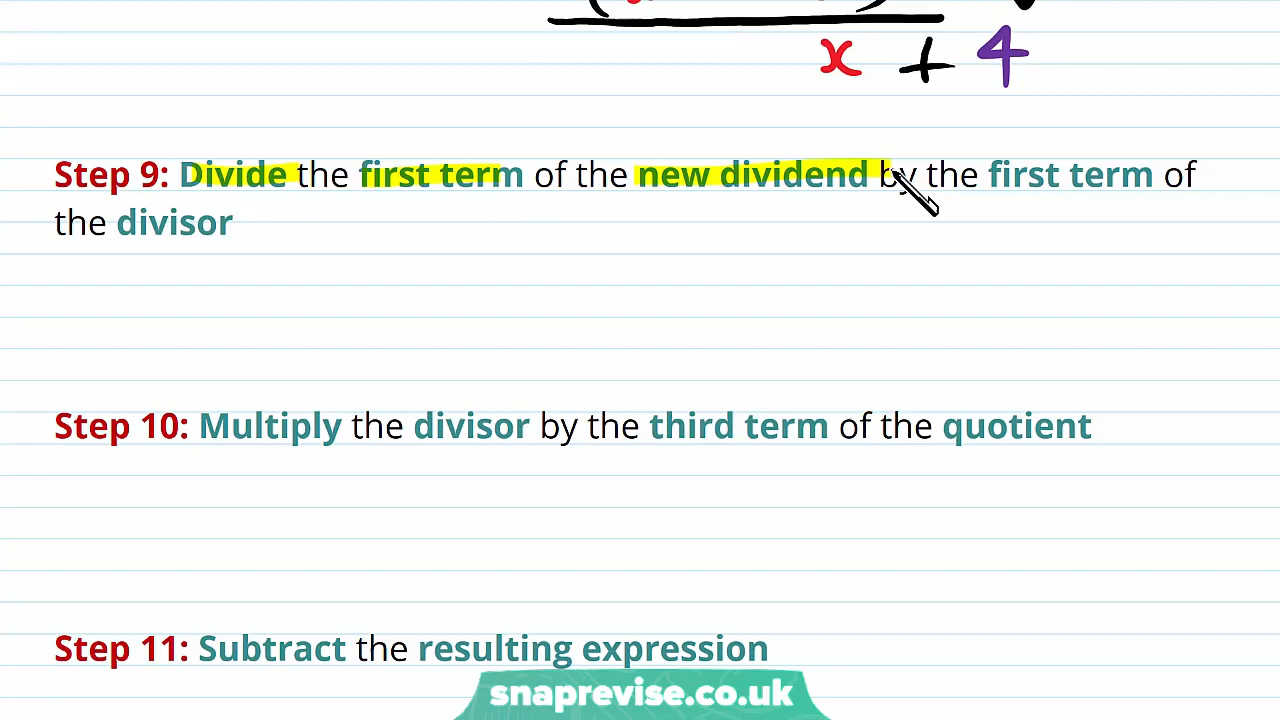 x + 4
Step 9: Divide the first term of the new dividend by the first term of
the divisor
Step 10: Multiply the divisor by the third term of the quotient
Step 11: Subtract the resulting expression
snaprevise.co.uk